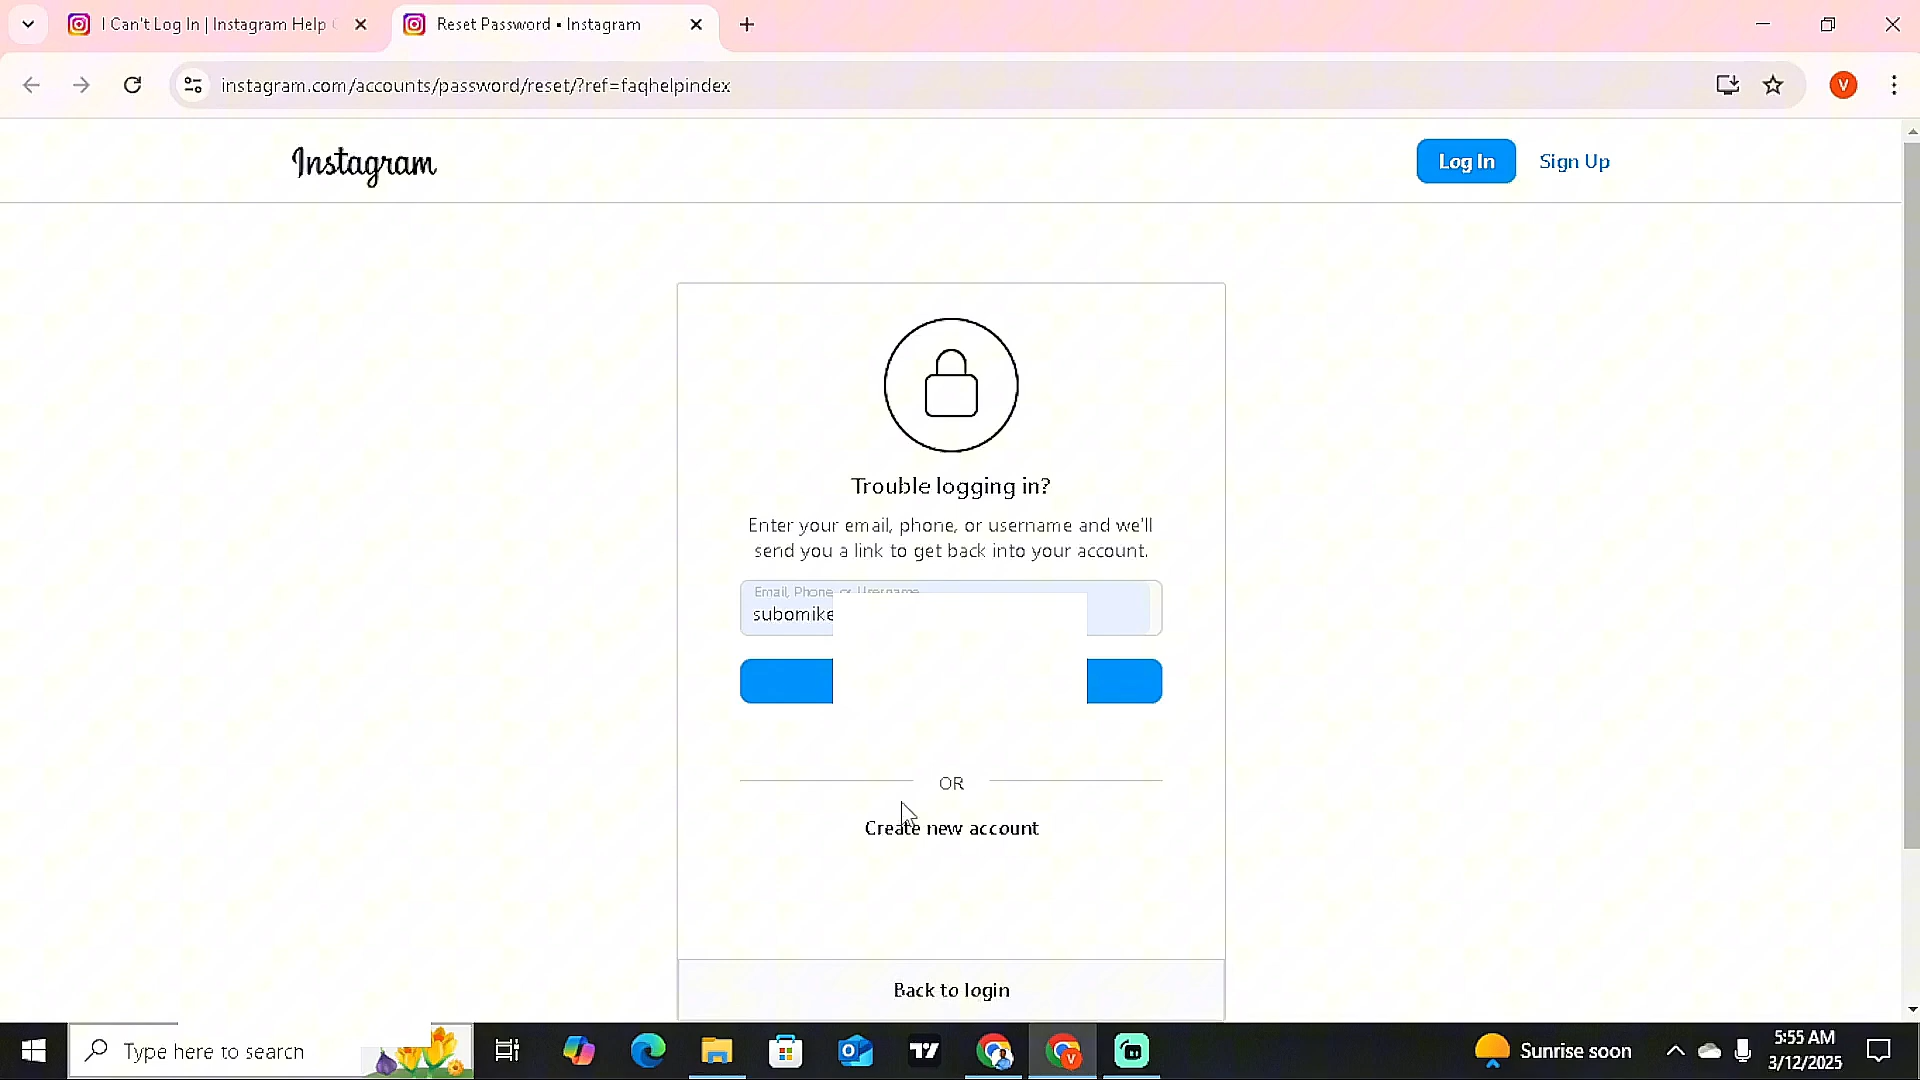 I Can't Log In | Instagram Help
Reset Password • Instagram
instagram.com/accounts/password/reset/?ref=faqhelpindex
V
Instagram
Log In
Sign Up
Trouble logging in?
Enter your email, phone, or username and we'll
send you a link to get back into your account.
Email, Phone, or Username
subomike
OR
Create new account
Back to login
Type here to search
V
Sunrise soon
5:55 AM
3/12/2025